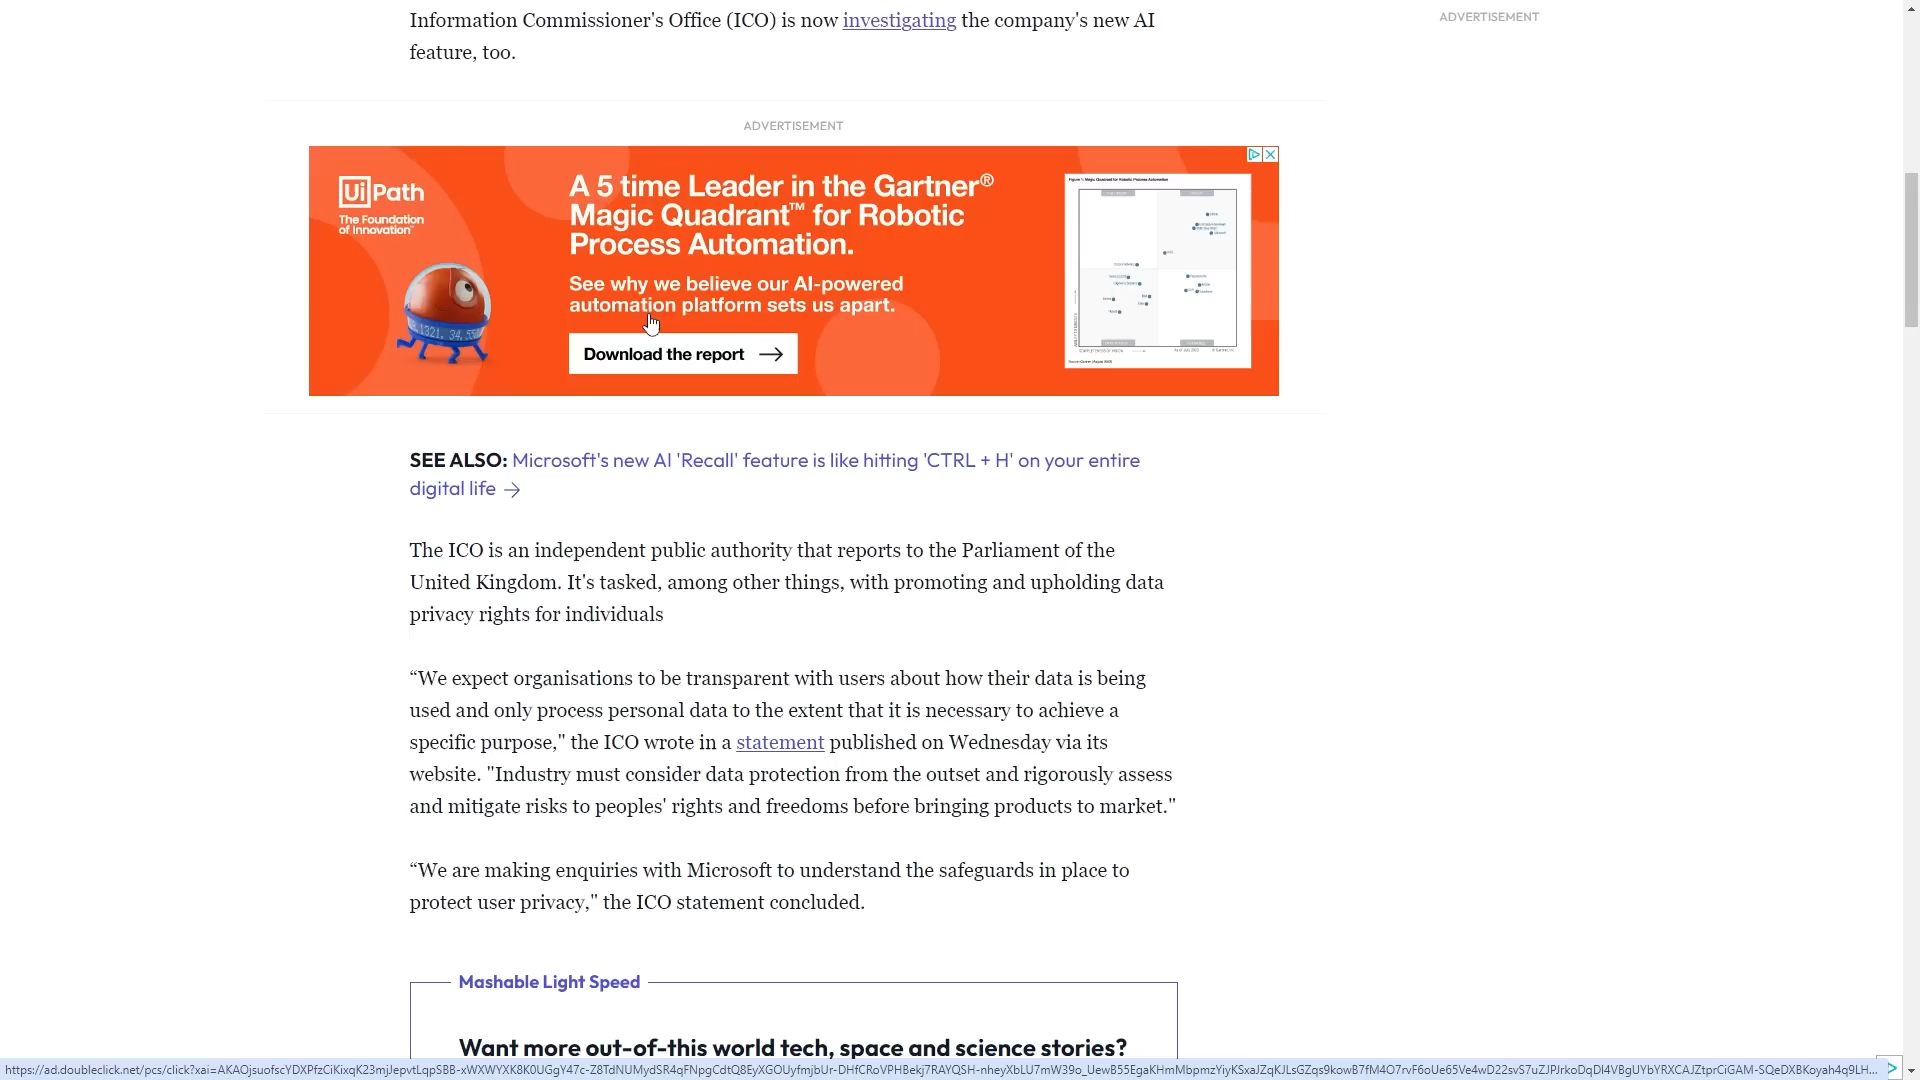 Information Commissioner's Office (ICO) is now investigating the company's new AI
feature, too.
ADVERTISEMENT
ADVERTISEMENT
UiPath
The Foundation
of Innovation™
A 5 time Leader in the Gartner®
Magic Quadrant™ for Robotic
Process Automation.
See why we believe our AI-powered
automation platform sets us apart.
Download the report
Figure 1: Magic Quadrant for Robotic Process Automation
SEE ALSO: Microsoft's new AI 'Recall' feature is like hitting 'CTRL + H' on your entire
digital life →
The ICO is an independent public authority that reports to the Parliament of the
United Kingdom. It's tasked, among other things, with promoting and upholding data
privacy rights for individuals
“We expect organisations to be transparent with users about how their data is being
used and only process personal data to the extent that it is necessary to achieve a
specific purpose," the ICO wrote in a statement published on Wednesday via its
website. "Industry must consider data protection from the outset and rigorously assess
and mitigate risks to peoples' rights and freedoms before bringing products to market."
“We are making enquiries with Microsoft to understand the safeguards in place to
protect user privacy," the ICO statement concluded.
Mashable Light Speed
Want more out-of-this world tech, space and science stories?